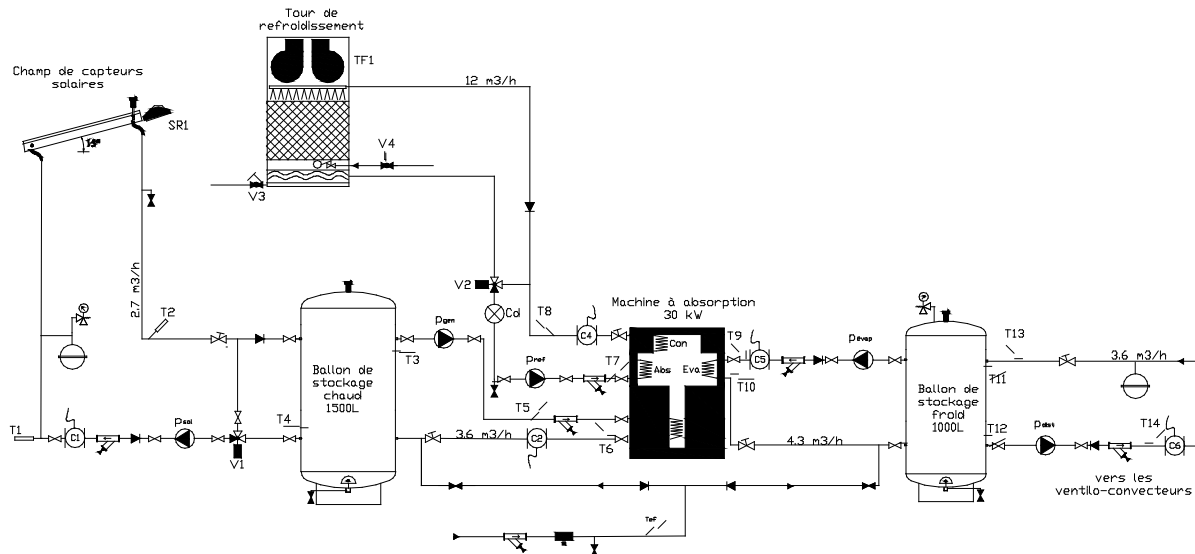 Tour de
refroidissement
TF1
Champ de capteurs
solaires
SR1
12 m3/h
V4
V3
2.7 m3/h
T2
V2
Cd
Machine à absorption
30 kW
T8
C4
Pgen
T3
Pref
T7
Con
Abs
Eva
T9
C5
T10
Pévap
T13
3.6 m3/h
T11
Ballon de
stockage
chaud
1500L
Ballon de
stockage
froid
1000L
T4
T5
T1
C1
Psol
V1
3.6 m3/h
C2
T6
4.3 m3/h
T12
Pdist
T14
C6
vers les
ventilo-convecteurs
Tef